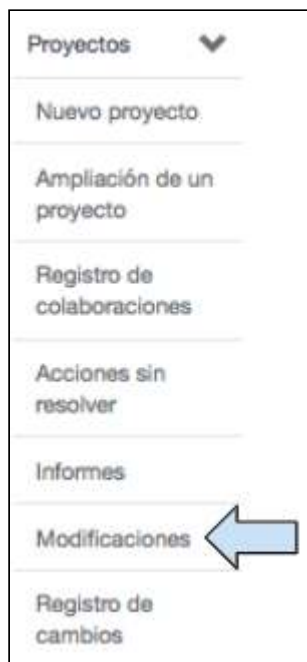 Proyectos
Nuevo proyecto
Ampliación de un
proyecto
Registro de
colaboraciones
Acciones sin
resolver
Informes
Modificaciones
Registro de
cambios